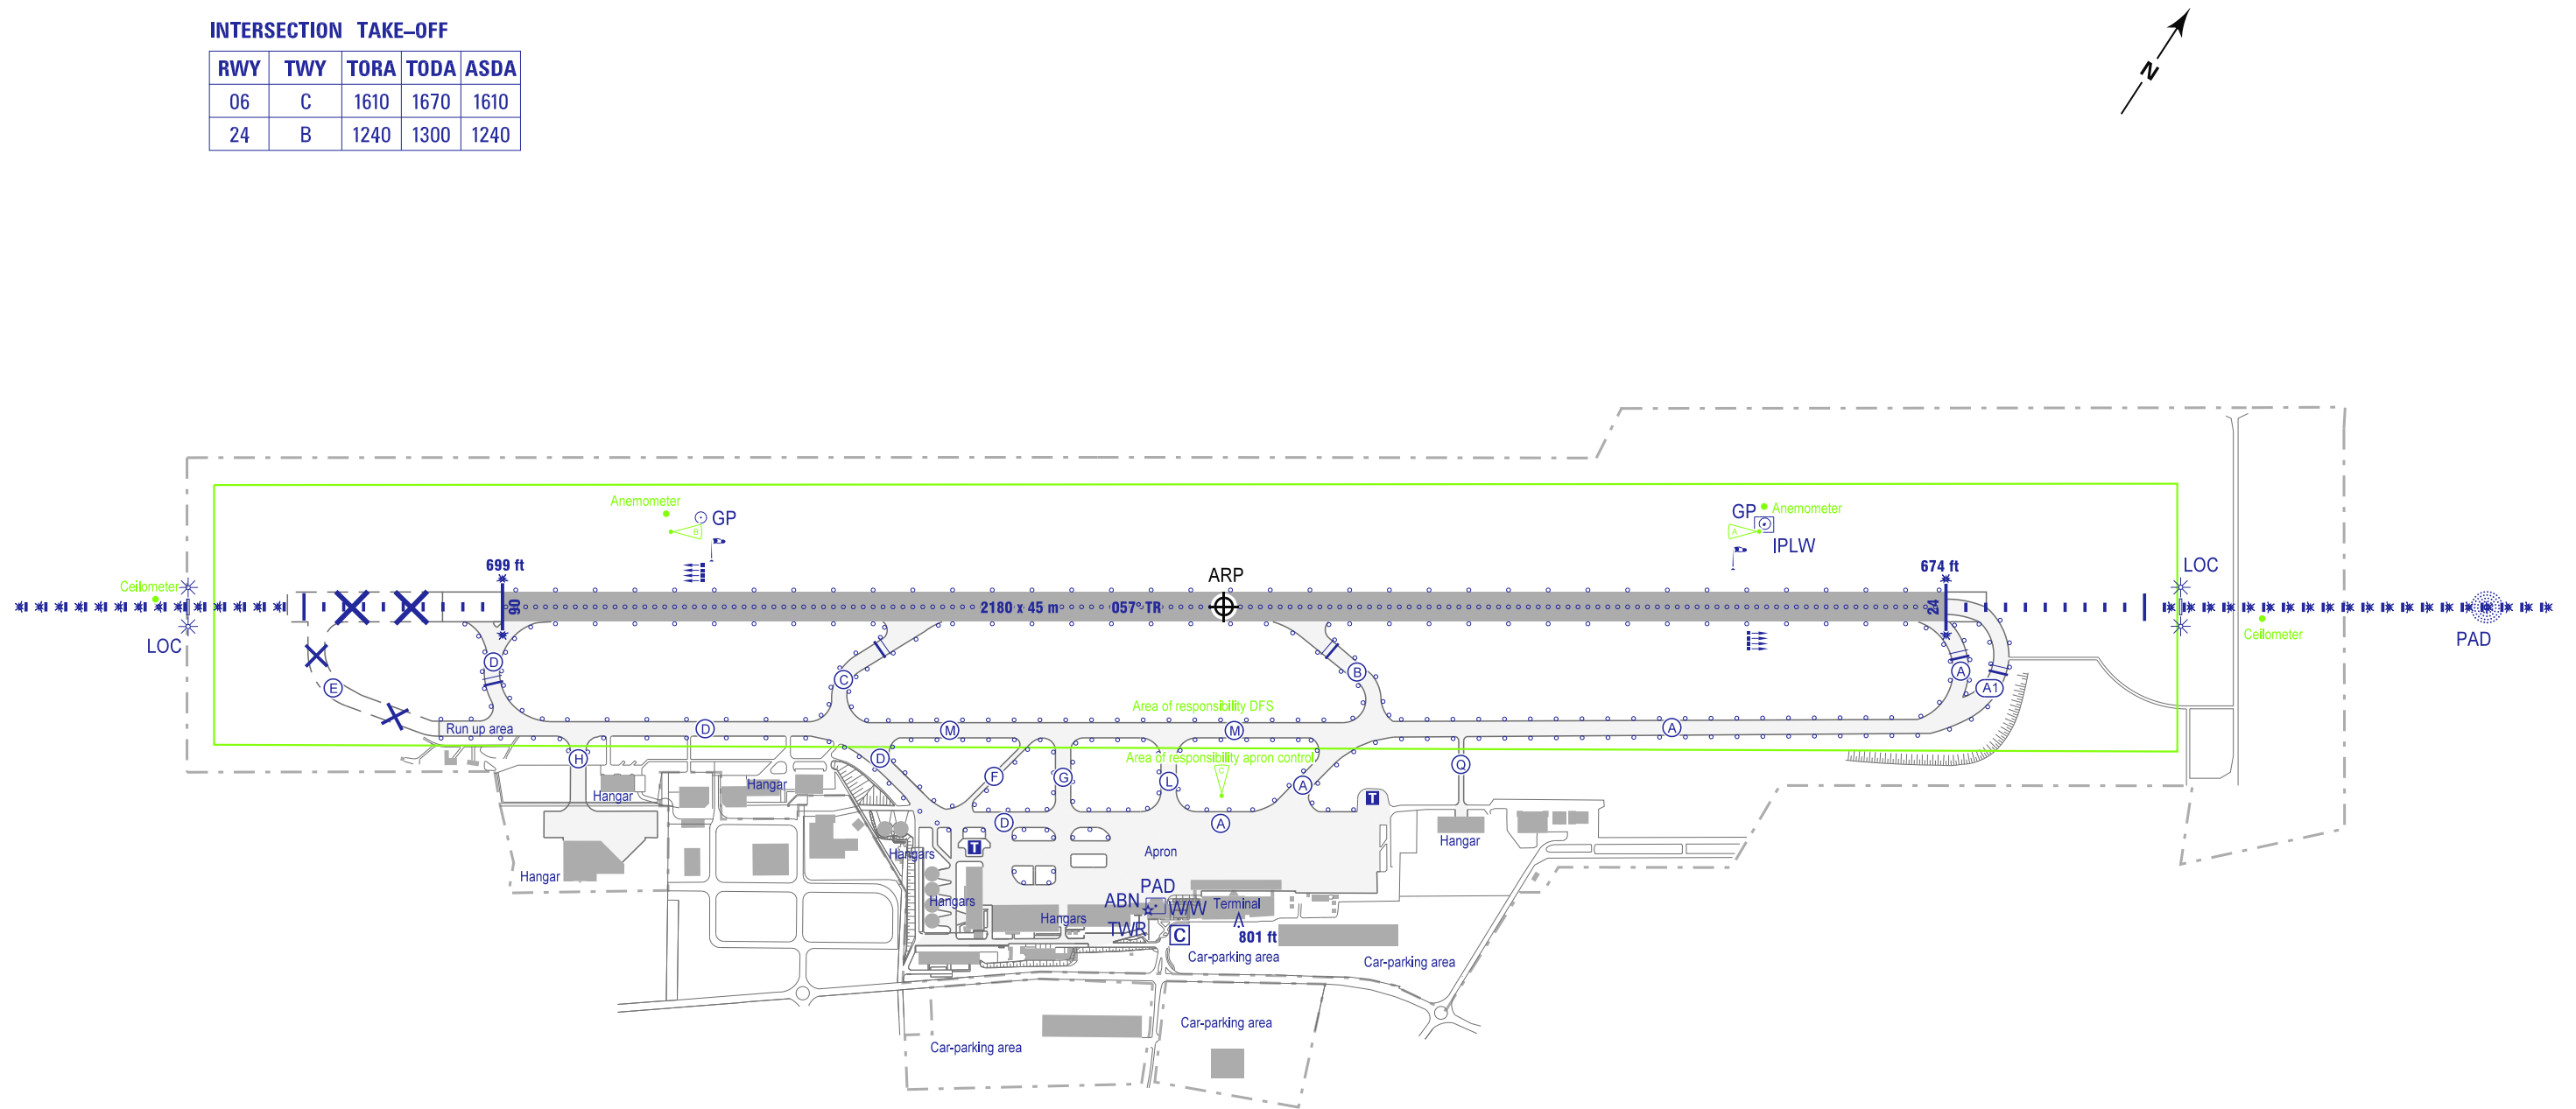 INTERSECTION TAKE–OFF
RWY TWY TORA TODA ASDA
06 C 1610 1670 1610
24 B 1240 1300 1240
N
Anemometer
GP
B
GP
Anemometer
A
IPLW
699 ft
ARP
674 ft
LOC
Ceilometer
LOC
06
2180 x 45 m
057° TR
24
Ceilometer
PAD
D
C
B
A
A1
E
Area of responsibility DFS
Run up area
D
M
M
A
H
D
F
G
Area of responsibility apron control
L
C
A
Q
Hangar
Hangar
T
D
A
T
Hangar
Hangars
Apron
Hangar
PAD
ABN
W/W
Terminal
Hangars
Hangars
TWR
C
801 ft
Car-parking area
Car-parking area
Car-parking area
Car-parking area